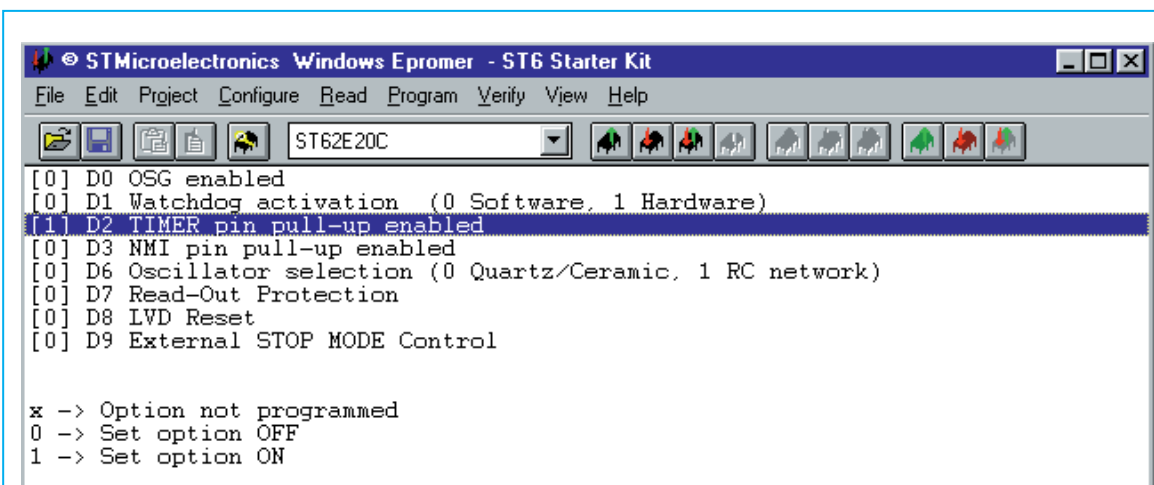 © STMicroelectronics Windows Epromer - ST6 Starter Kit
File Edit Project Configure Read Program Verify View Help
ST62E20C
[0] D0 OSG enabled
[0] D1 Watchdog activation (0 Software, 1 Hardware)
[1] D2 TIMER pin pull-up enabled
[0] D3 NMI pin pull-up enabled
[0] D6 Oscillator selection (0 Quartz/Ceramic, 1 RC network)
[0] D7 Read-Out Protection
[0] D8 LVD Reset
[0] D9 External STOP MODE Control
x -> Option not programmed
0 -> Set option OFF
1 -> Set option ON